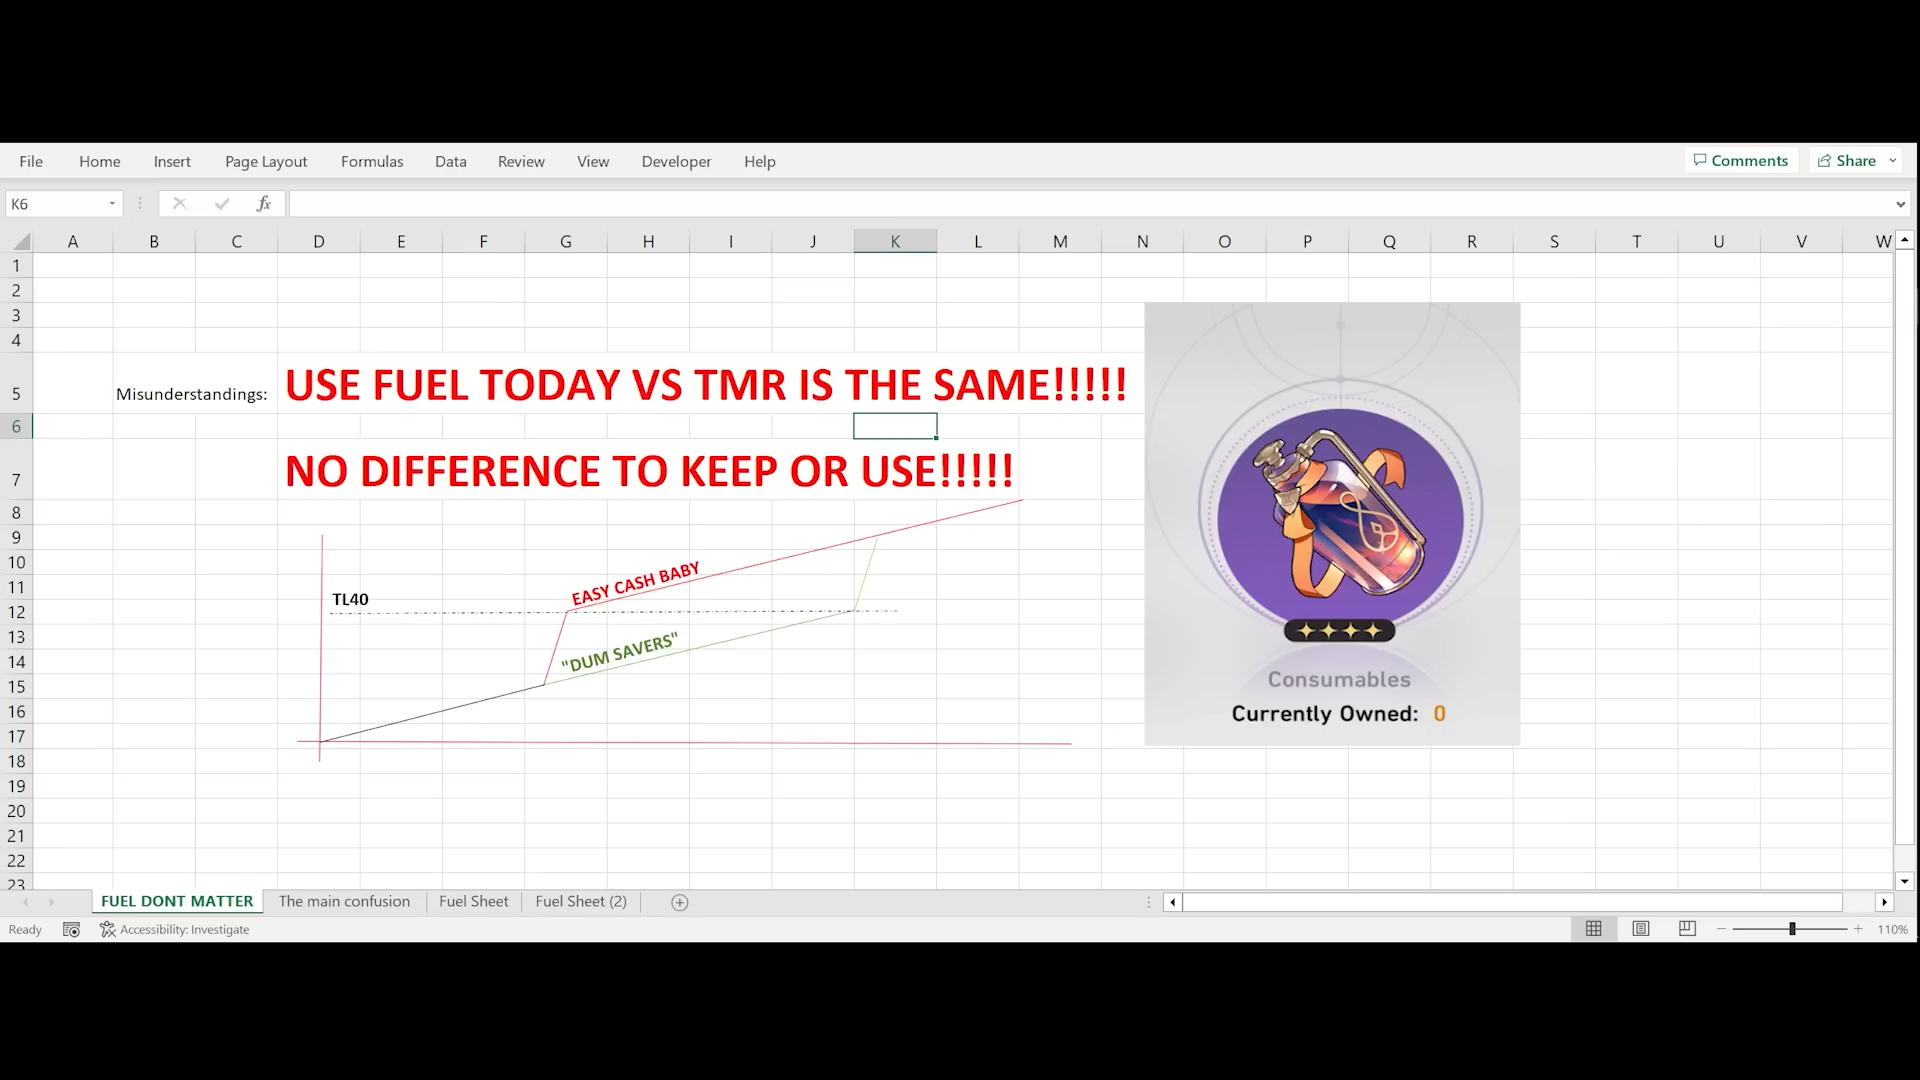 File Home Insert Page Layout Formulas Data Review View Developer Help Comments Share
K6 fx
A B C D E F G H I J K L M N O P Q R S T U V W
1
2
3
4
5 Misunderstandings: USE FUEL TODAY VS TMR IS THE SAME!!!!!
6
7 NO DIFFERENCE TO KEEP OR USE!!!!!
8
9
10
11 TL40 EASY CASH BABY
12
13
14 "DUM SAVERS"
15 Consumables
16 Currently Owned: 0
17
18
19
20
21
22
23
FUEL DONT MATTER The main confusion Fuel Sheet Fuel Sheet (2)
Ready Accessibility: Investigate 110%